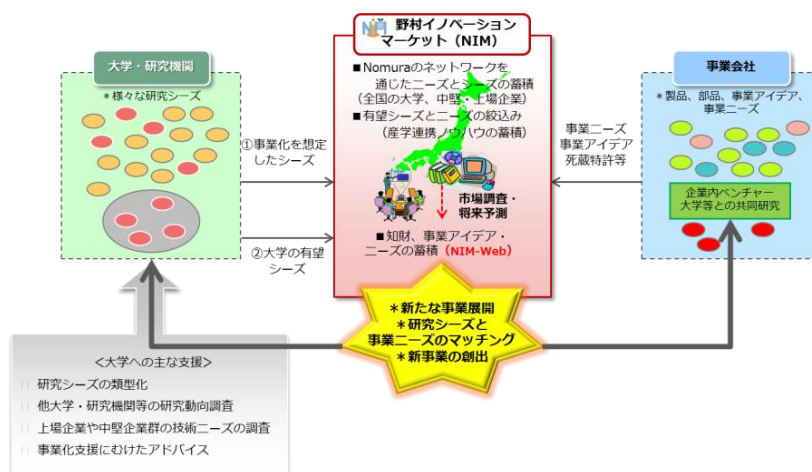 大学・研究機関
＊様々な研究シーズ
①事業化を想定
したシーズ
②大学の有望
シーズ
NIM
野村イノベーション
マーケット（NIM）
■Nomuraのネットワークを
通じたニーズとシーズの蓄積
（全国の大学、中堅・上場企業）
■有望シーズとニーズの絞込み
（産学連携ノウハウの蓄積）
市場調査・
将来予測
■知財、事業アイデア・
ニーズの蓄積（NIM-Web）
事業ニーズ
事業アイデア
死蔵特許等
事業会社
＊製品、部品、事業アイデア、
事業ニーズ
企業内ベンチャー
大学等との共同研究
＊新たな事業展開
＊研究シーズと
事業ニーズのマッチング
＊新事業の創出
＜大学への主な支援＞
研究シーズの類型化
他大学・研究機関等の研究動向調査
上場企業や中堅企業群の技術ニーズの調査
事業化支援にむけたアドバイス